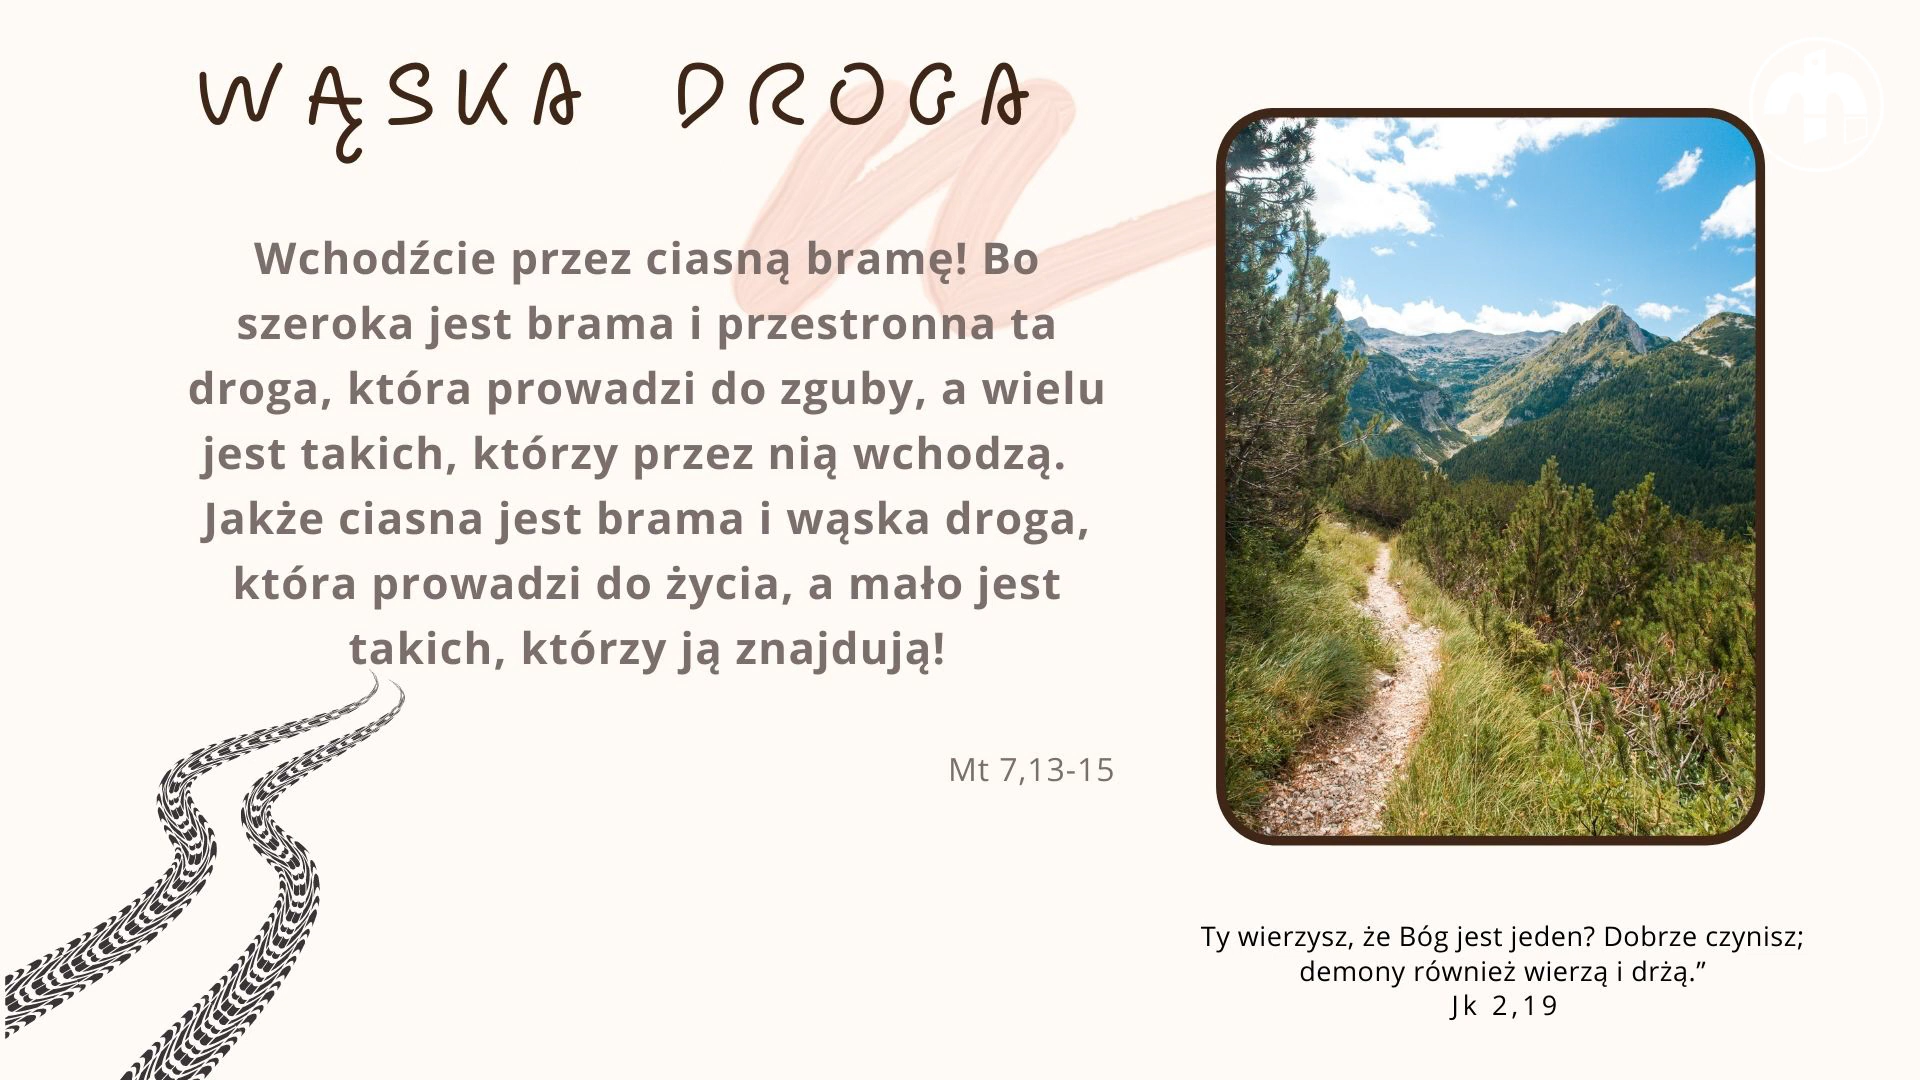 WĄSKA DROGA
Wchodźcie przez ciasną bramę! Bo
szeroka jest brama i przestronna ta
droga, która prowadzi do zguby, a wielu
jest takich, którzy przez nią wchodzą.
Jakże ciasna jest brama i wąska droga,
która prowadzi do życia, a mało jest
takich, którzy ją znajdują!
Mt 7,13-15
Ty wierzysz, że Bóg jest jeden? Dobrze czynisz;
demony również wierzą i drżą.”
Jk 2,19